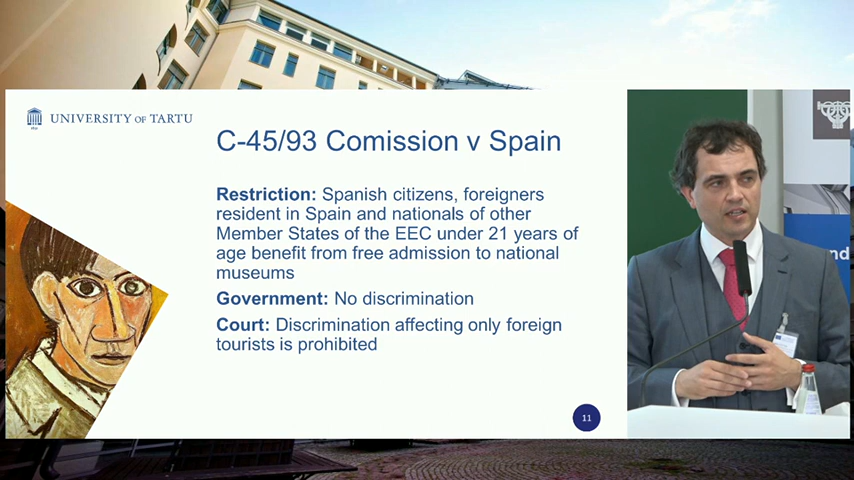 UNIVERSITY OF TARTU
C-45/93 Comission v Spain
Restriction: Spanish citizens, foreigners
resident in Spain and nationals of other
Member States of the EEC under 21 years of
age benefit from free admission to national
museums
Government: No discrimination
Court: Discrimination affecting only foreign
tourists is prohibited
11
nd